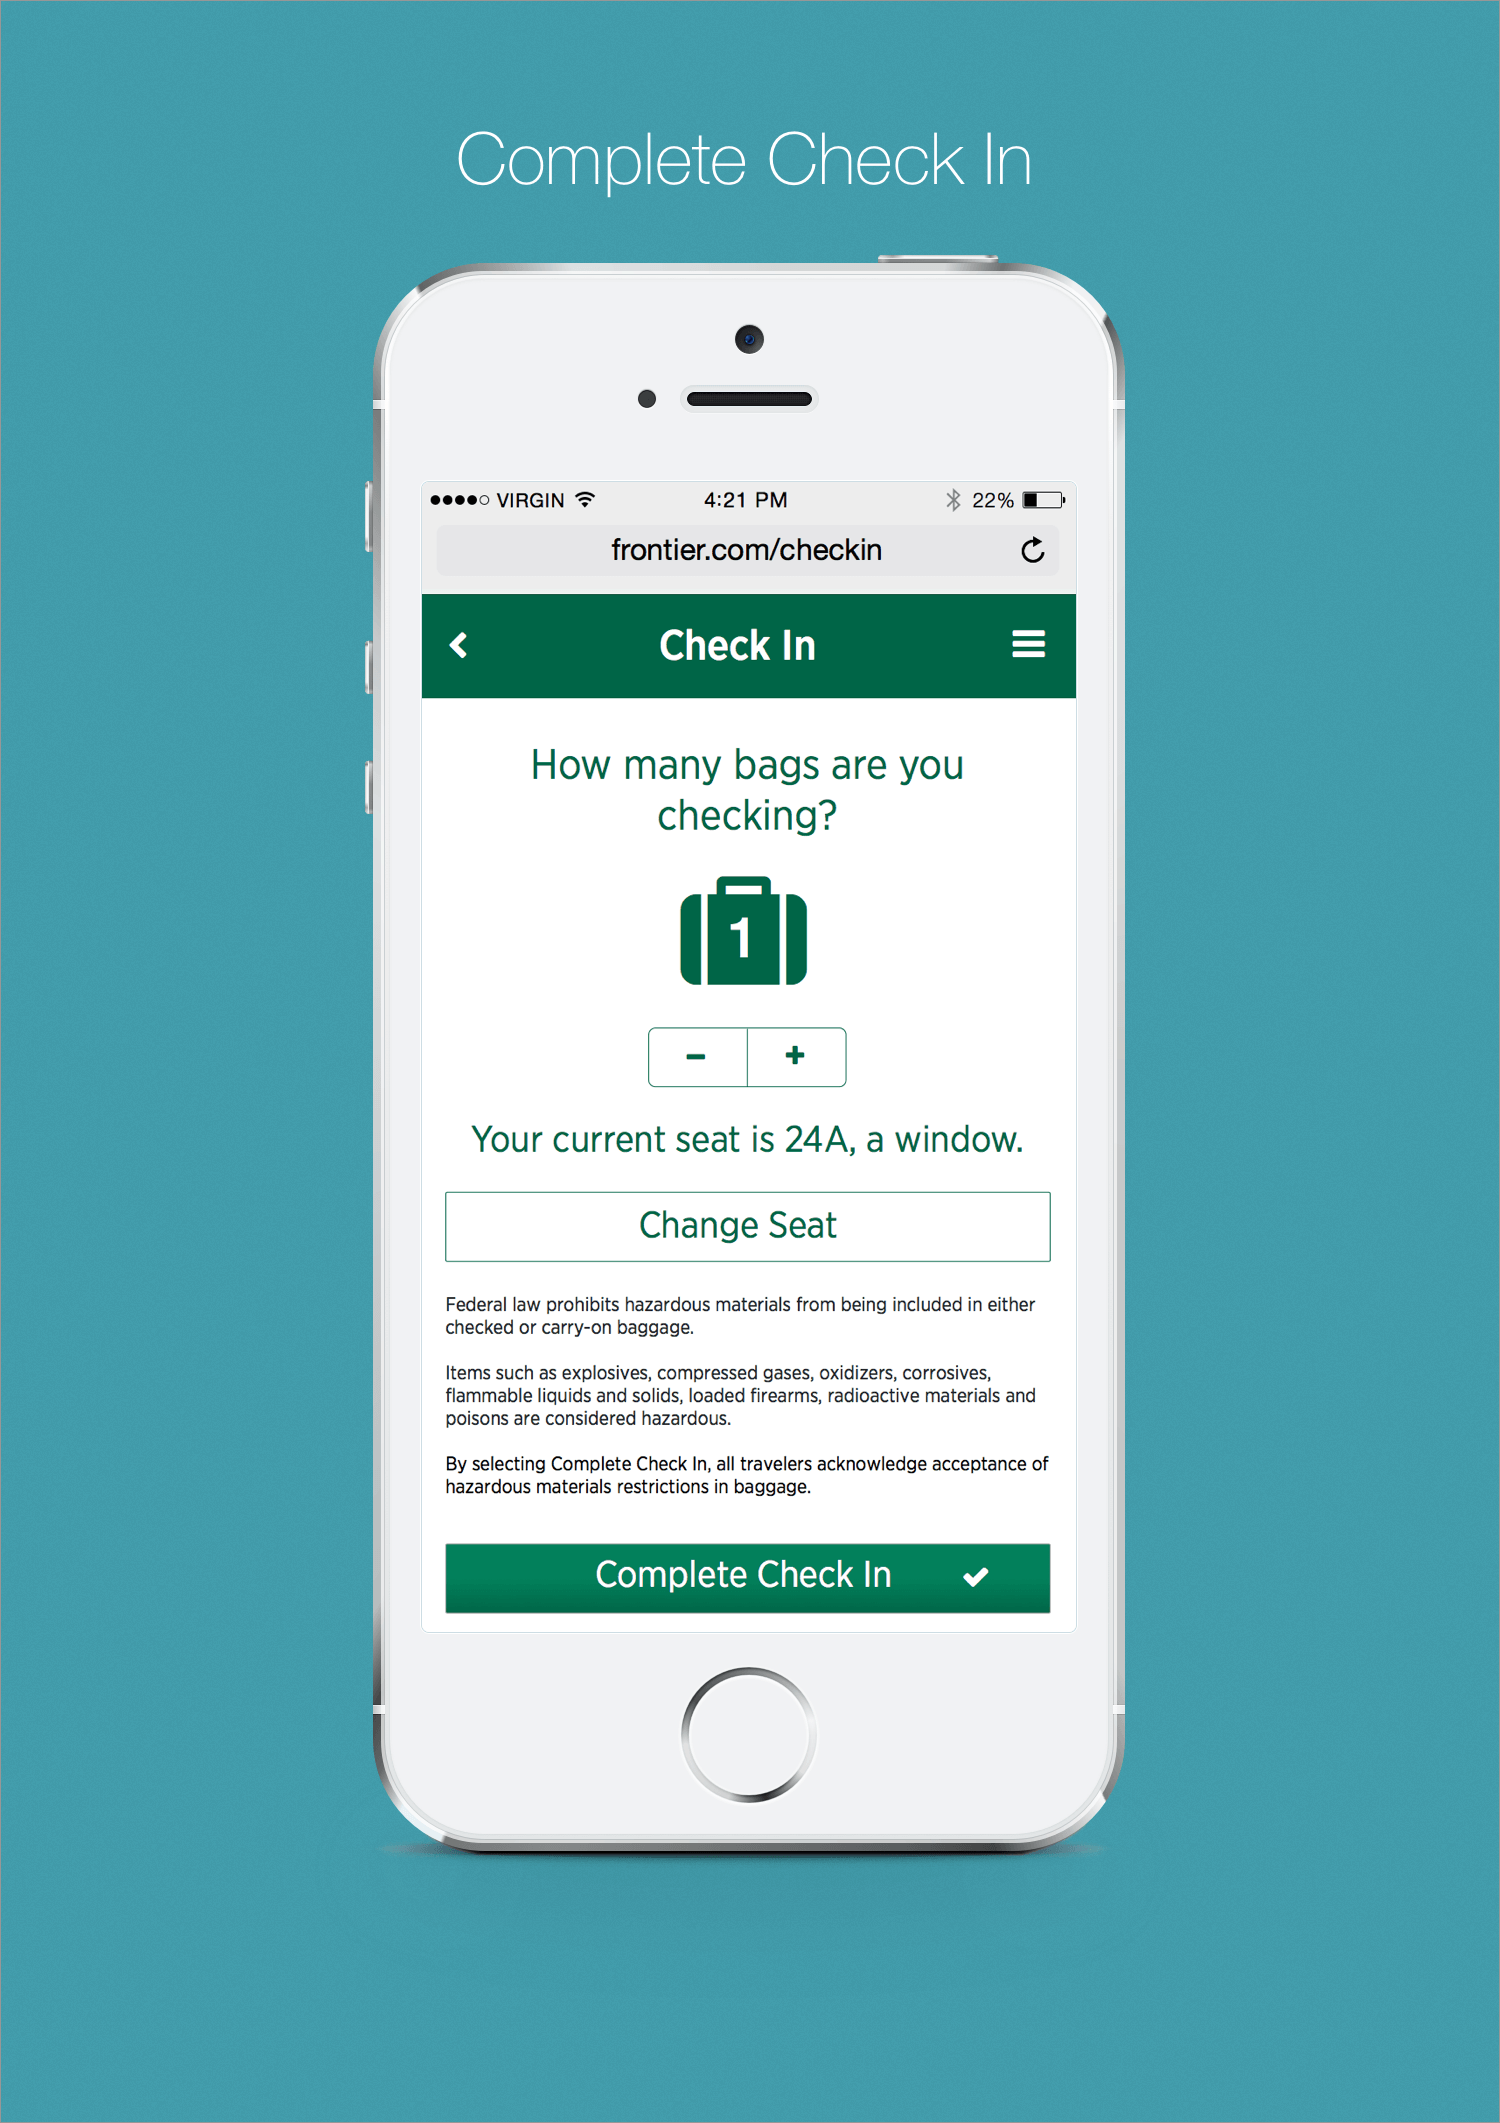 Complete Check In
VIRGIN 4:21 PM 22%
frontier.com/checkin
Check In
How many bags are you
checking?
1
− +
Your current seat is 24A, a window.
Change Seat
Federal law prohibits hazardous materials from being included in either
checked or carry-on baggage.
Items such as explosives, compressed gases, oxidizers, corrosives,
flammable liquids and solids, loaded firearms, radioactive materials and
poisons are considered hazardous.
By selecting Complete Check In, all travelers acknowledge acceptance of
hazardous materials restrictions in baggage.
Complete Check In